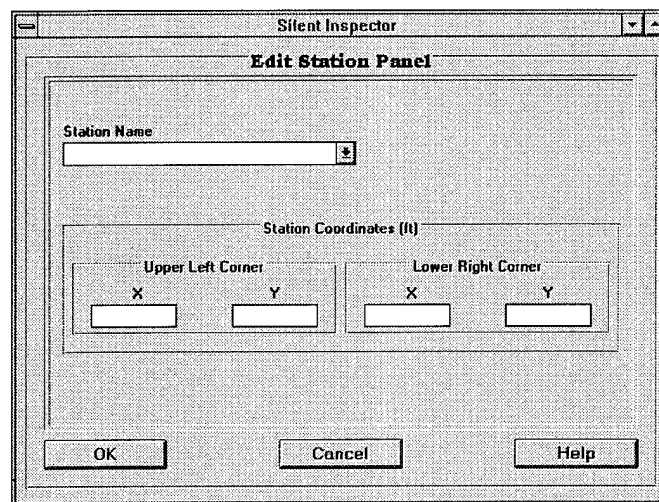 Silent Inspector
Edit Station Panel
Station Name
Station Coordinates (ft)
Upper Left Corner
Lower Right Corner
X Y X Y
OK Cancel Help